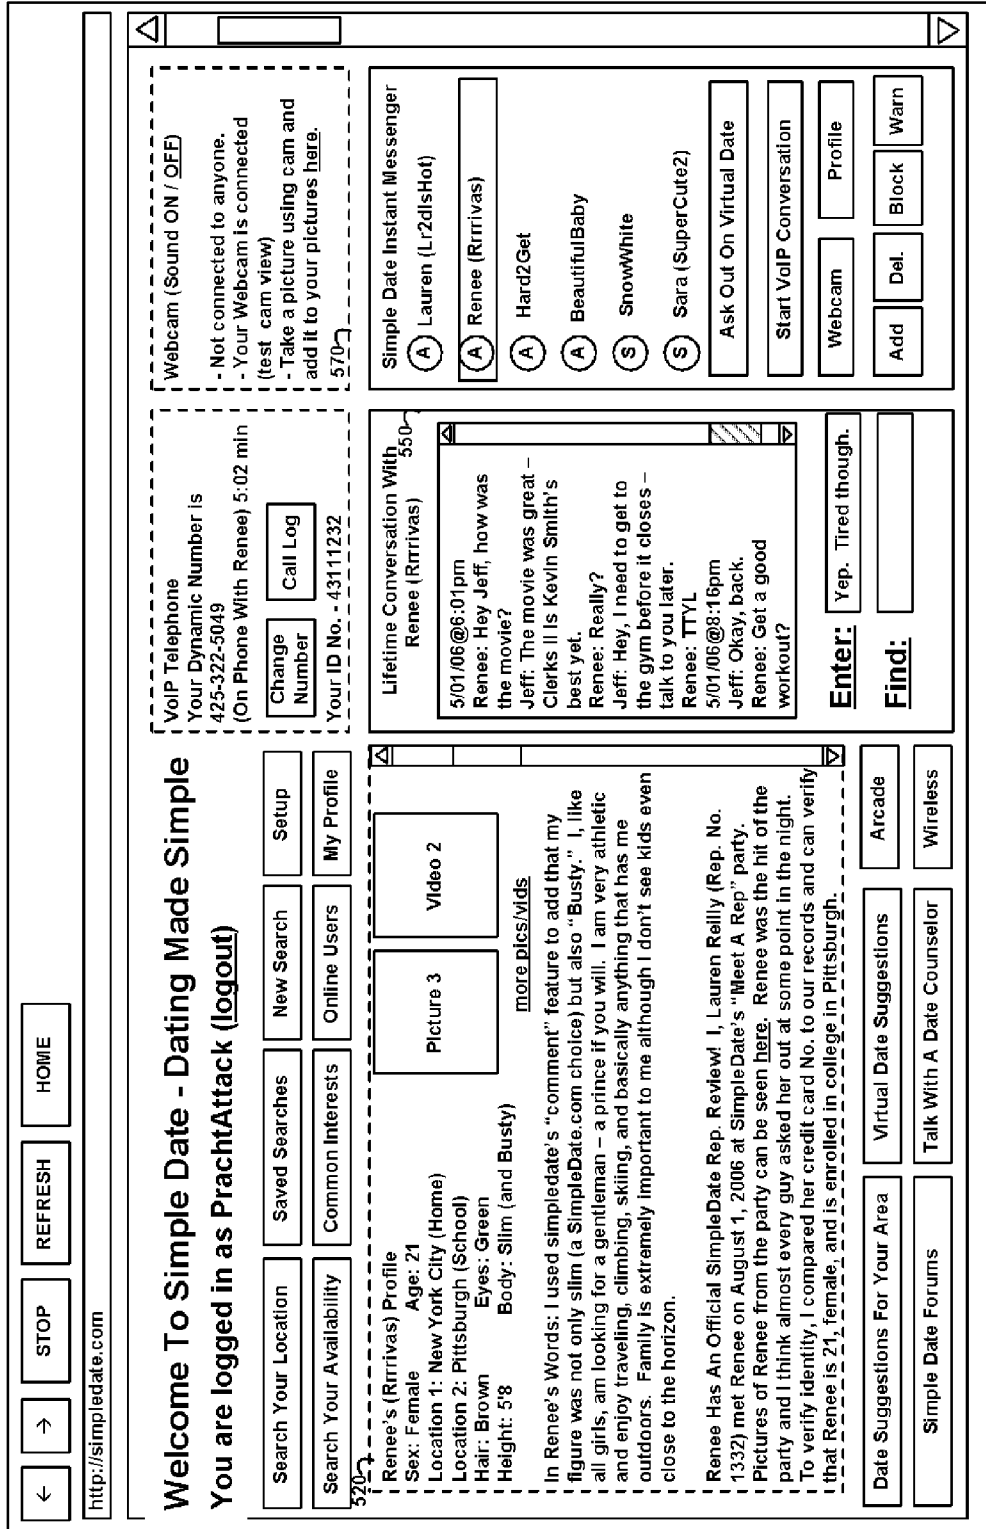 ← → STOP REFRESH HOME
http://simpledate.com
Welcome To Simple Date - Dating Made Simple
You are logged in as PrachtAttack (logout)
Search Your Location Saved Searches New Search Setup
Search Your Availability Common Interests Online Users My Profile
VoIP Telephone
Your Dynamic Number is
425-322-5049
(On Phone With Renee) 5:02 min
Change
Number
Call Log
Your ID No. - 43111232
Webcam (Sound ON / OFF)
- Not connected to anyone.
- Your Webcam is connected
(test cam view)
- Take a picture using cam and
add it to your pictures here.
570
520
Renee's (Rrrivas) Profile
Sex: Female Age: 21
Location 1: New York City (Home)
Location 2: Pittsburgh (School)
Hair: Brown Eyes: Green
Height: 5'8 Body: Slim (and Busty)
Picture 3
Video 2
more pics/vids
In Renee's Words: I used simpledate's "comment" feature to add that my
figure was not only slim (a SimpleDate.com choice) but also "Busty." I, like
all girls, am looking for a gentleman – a prince if you will. I am very athletic
and enjoy traveling, climbing, skiing, and basically anything that has me
outdoors. Family is extremely important to me although I don't see kids even
close to the horizon.
Renee Has An Official SimpleDate Rep. Review! I, Lauren Reilly (Rep. No.
1332) met Renee on August 1, 2006 at SimpleDate's "Meet A Rep" party.
Pictures of Renee from the party can be seen here. Renee was the hit of the
party and I think almost every guy asked her out at some point in the night.
To verify identity, I compared her credit card No. to our records and can verify
that Renee is 21, female, and is enrolled in college in Pittsburgh.
Lifetime Conversation With
Renee (Rrrivas)
550
5/01/06@6:01pm
Renee: Hey Jeff, how was
the movie?
Jeff: The movie was great –
Clerks II Is Kevin Smith's
best yet.
Renee: Really?
Jeff: Hey, I need to get to
the gym before it closes –
talk to you later.
Renee: TTYL
5/01/06@8:16pm
Jeff: Okay, back.
Renee: Get a good
workout?
Enter: Yep. Tired though.
Find:
Simple Date Instant Messenger
A Lauren (Lr2dIsHot)
A Renee (Rrrivas)
A Hard2Get
A BeautifulBaby
S SnowWhite
S Sara (SuperCute2)
Ask Out On Virtual Date
Start VoIP Conversation
Webcam Profile
Add Del. Block Warn
Date Suggestions For Your Area Virtual Date Suggestions Arcade
Simple Date Forums Talk With A Date Counselor Wireless